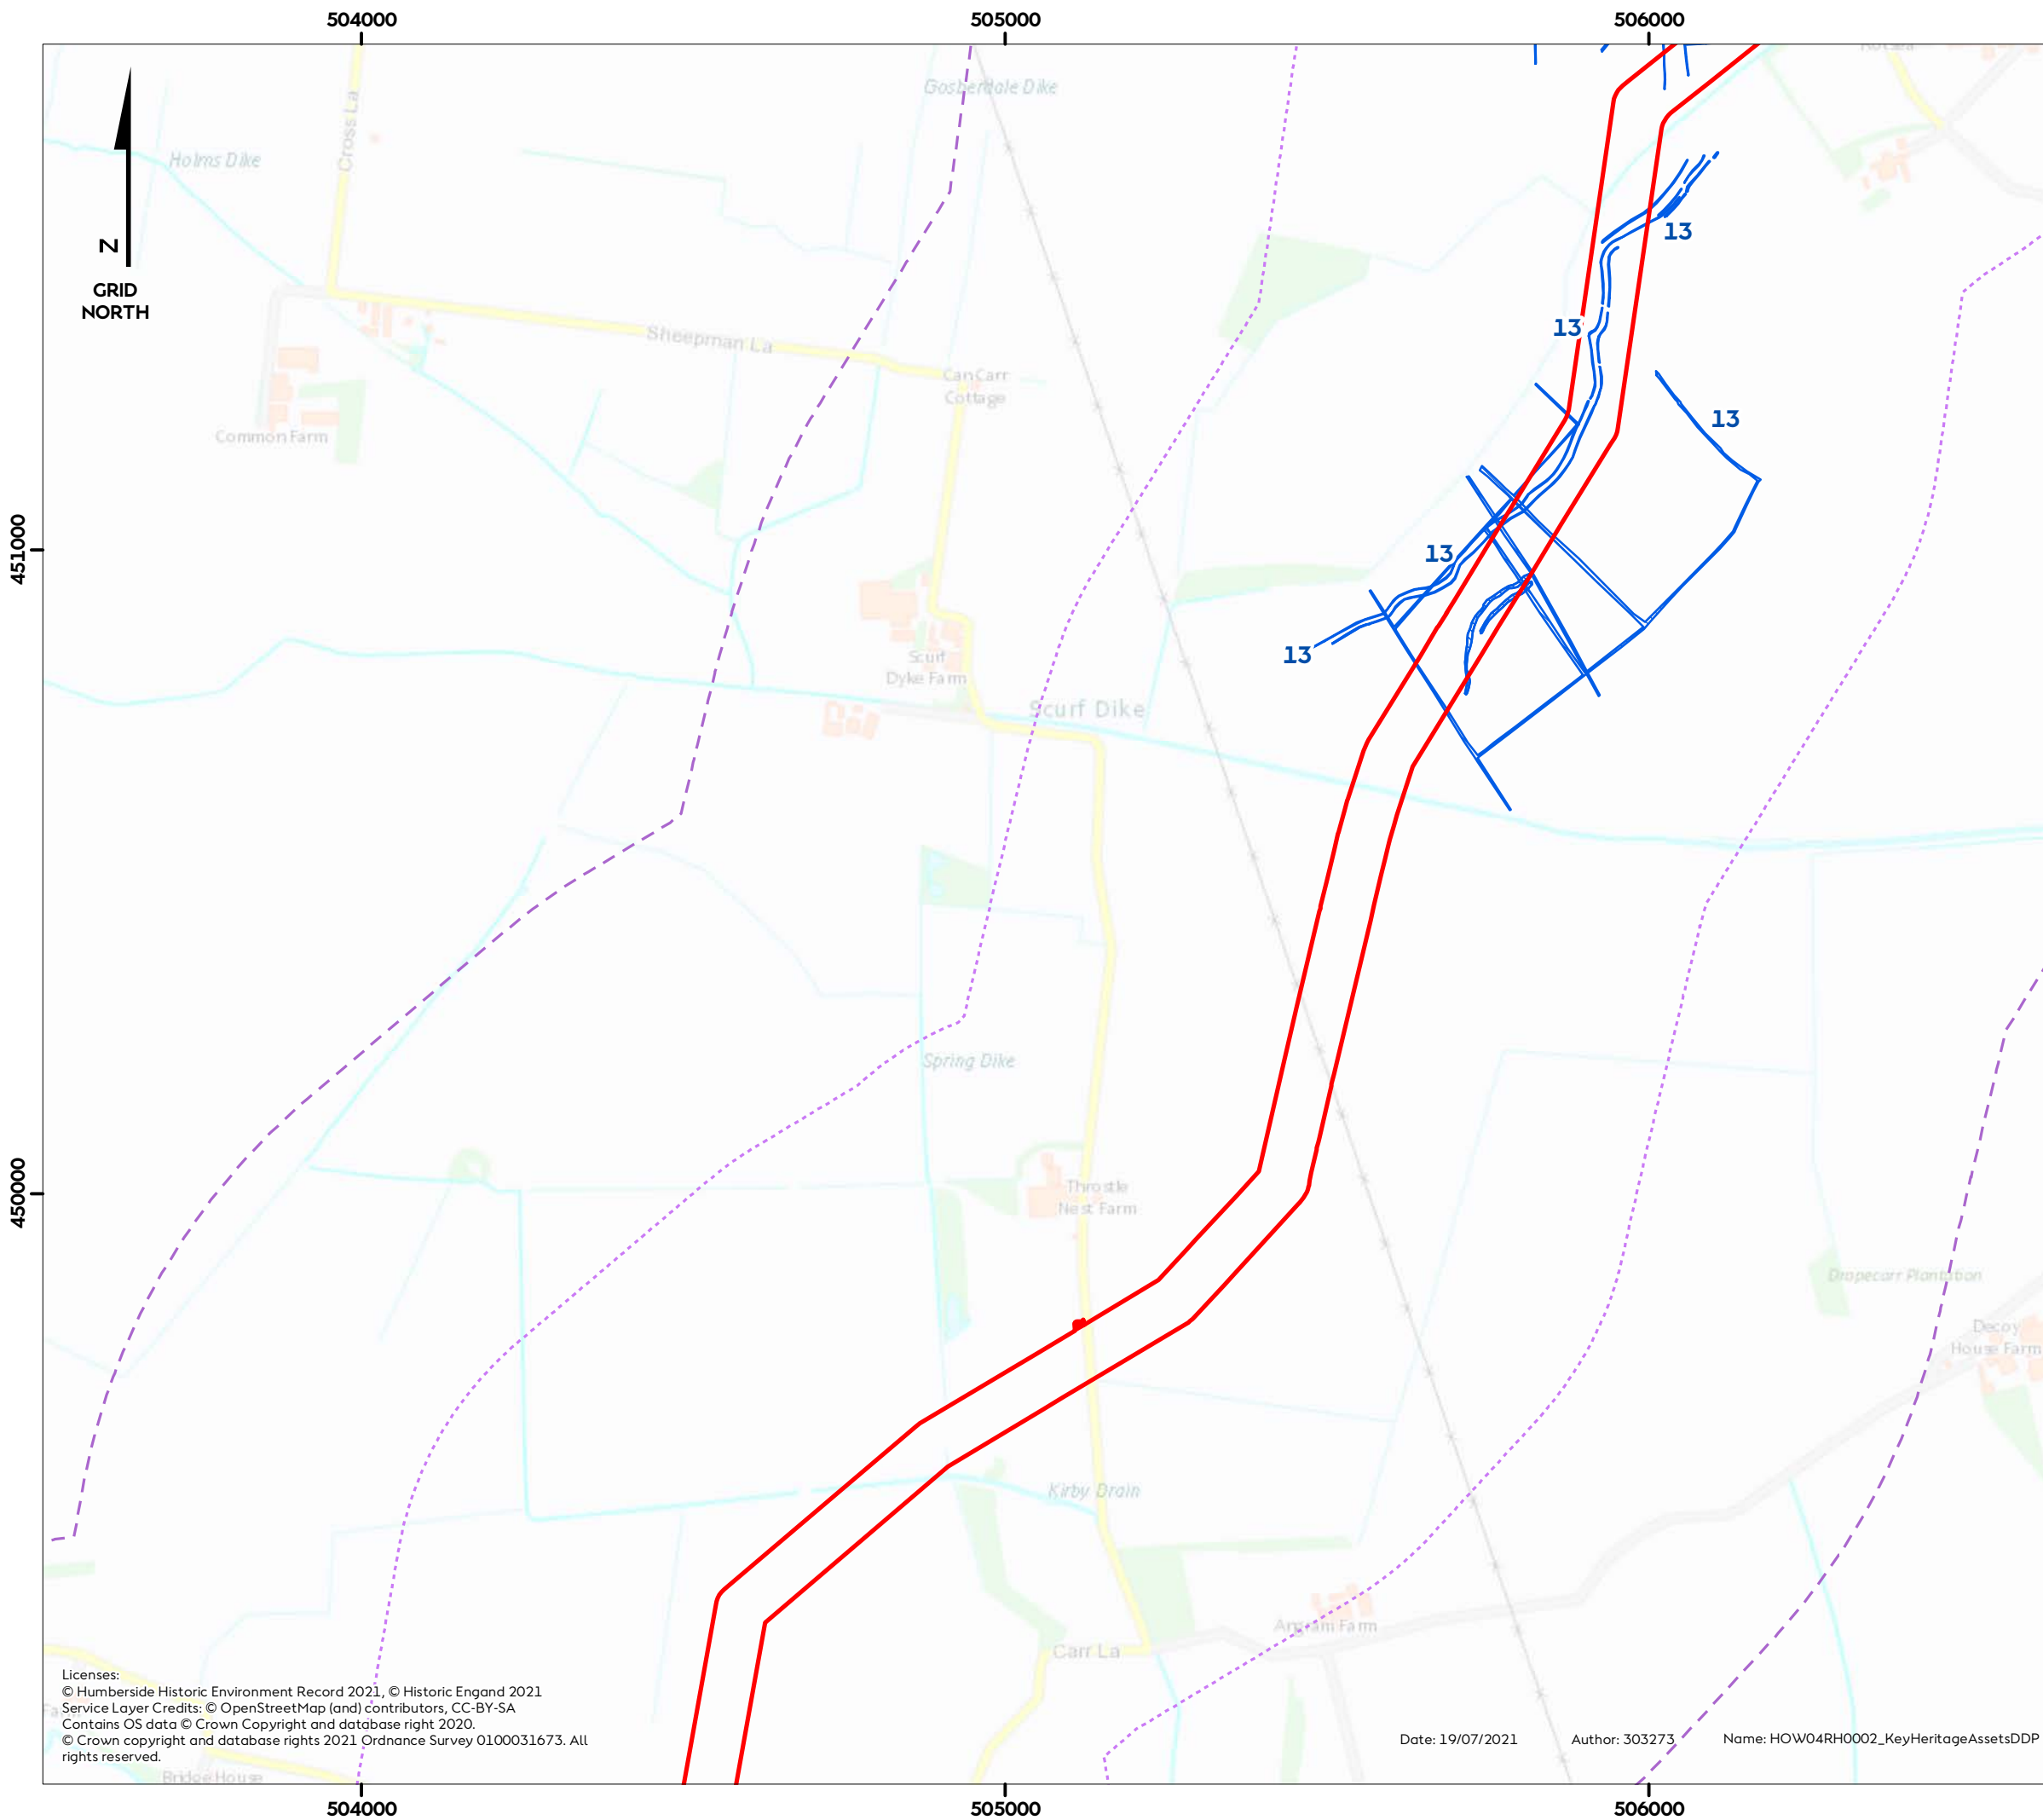 504000
505000
506000
Gosberdale Dike
Cross La
Holms Dike
N
GRID
NORTH
13
13
Sheepman La
Can Carr
Cottage
13
Common Farm
451000
13
Scurf
Dyke Farm
13
Scurf Dike
Spring Dike
450000
Throstle
Nest Farm
Dropecarr Plantation
Decoy
House Farm
Kirby Drain
Angram Farm
Carr La
Licenses:
© Humberside Historic Environment Record 2021, © Historic Engand 2021
Service Layer Credits: © OpenStreetMap (and) contributors, CC-BY-SA
Contains OS data © Crown Copyright and database right 2020.
© Crown copyright and database rights 2021 Ordnance Survey 0100031673. All
rights reserved.
Date: 19/07/2021 Author: 303273 Name: HOW04RH0002_KeyHeritageAssetsDDP
Bridge House
504000
505000
506000